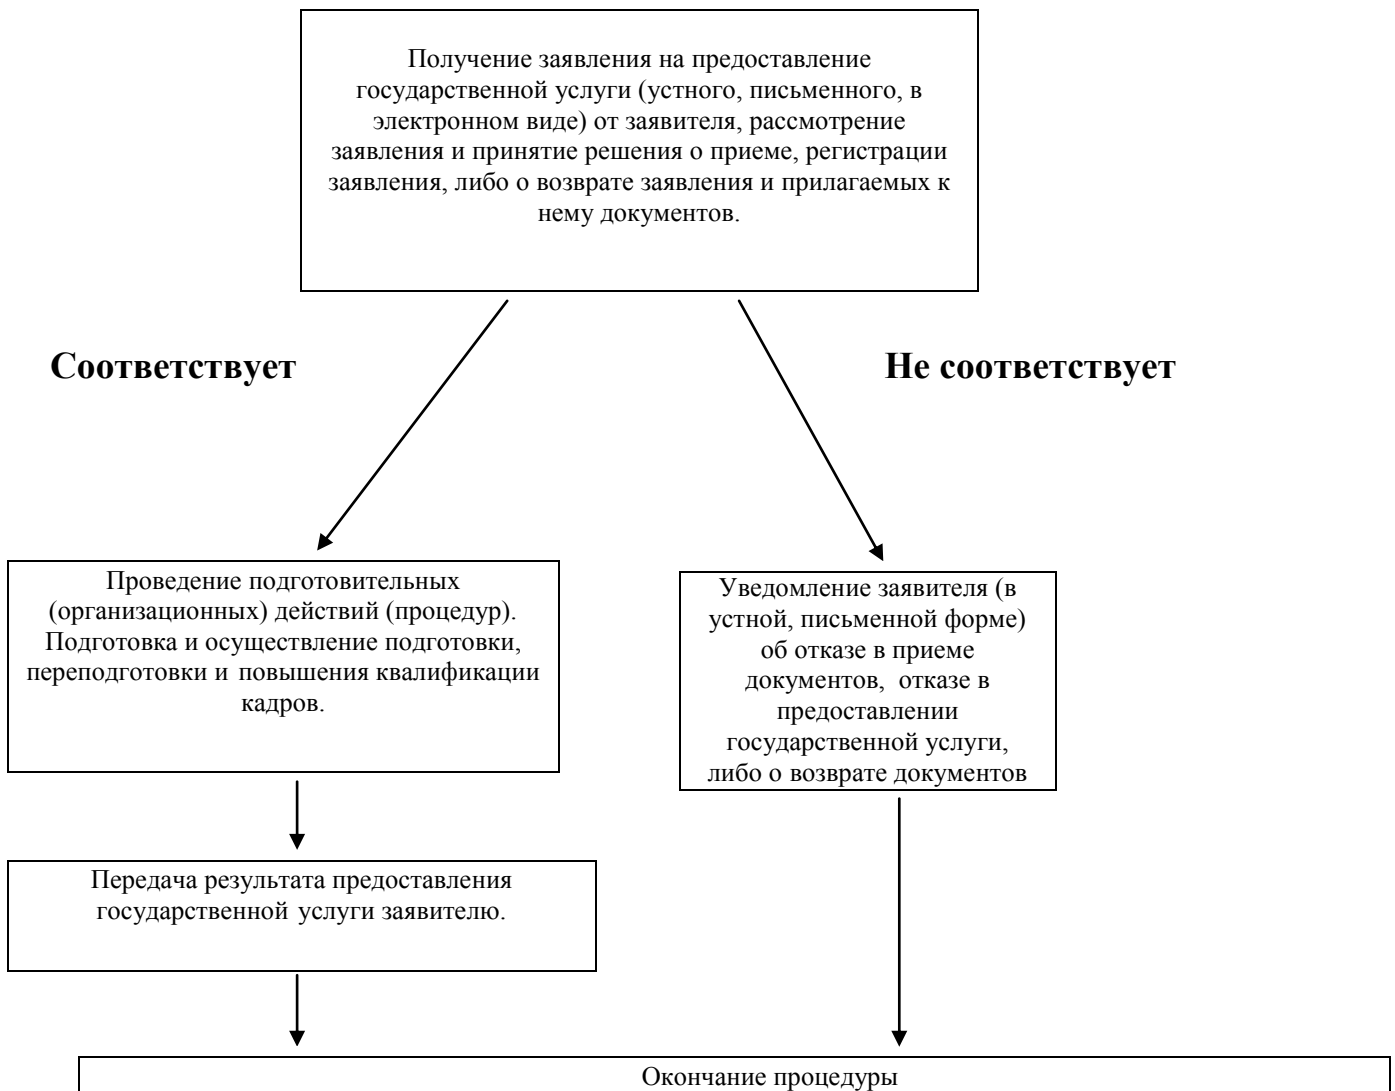 Получение заявления на предоставление
государственной услуги (устного, письменного, в
электронном виде) от заявителя, рассмотрение
заявления и принятие решения о приеме, регистрации
заявления, либо о возврате заявления и прилагаемых к
нему документов.
Соответствует
Не соответствует
Проведение подготовительных
(организационных) действий (процедур).
Подготовка и осуществление подготовки,
переподготовки и повышения квалификации
кадров.
Уведомление заявителя (в
устной, письменной форме)
об отказе в приеме
документов, отказе в
предоставлении
государственной услуги,
либо о возврате документов
Передача результата предоставления
государственной услуги заявителю.
Окончание процедуры